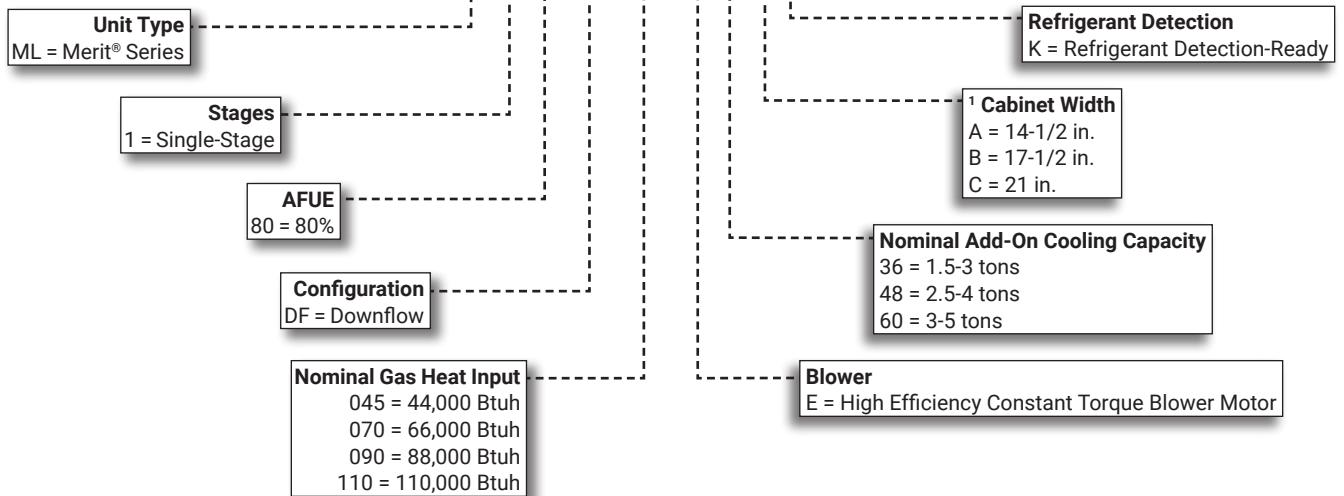 Unit Type
ML = Merit® Series
Refrigerant Detection
K = Refrigerant Detection-Ready
Stages
1 = Single-Stage
¹ Cabinet Width
A = 14-1/2 in.
B = 17-1/2 in.
C = 21 in.
AFUE
80 = 80%
Nominal Add-On Cooling Capacity
36 = 1.5-3 tons
48 = 2.5-4 tons
60 = 3-5 tons
Configuration
DF = Downflow
Nominal Gas Heat Input
045 = 44,000 Btuh
070 = 66,000 Btuh
090 = 88,000 Btuh
110 = 110,000 Btuh
Blower
E = High Efficiency Constant Torque Blower Motor